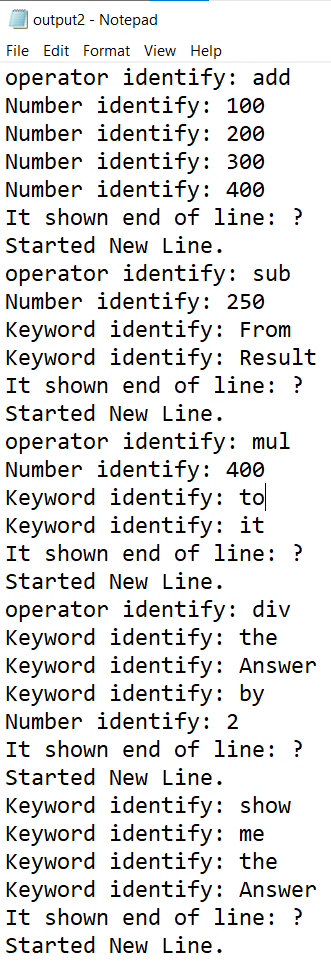 output2 - Notepad
File Edit Format View Help
operator identify: add
Number identify: 100
Number identify: 200
Number identify: 300
Number identify: 400
It shown end of line: ?
Started New Line.
operator identify: sub
Number identify: 250
Keyword identify: From
Keyword identify: Result
It shown end of line: ?
Started New Line.
operator identify: mul
Number identify: 400
Keyword identify: to
Keyword identify: it
It shown end of line: ?
Started New Line.
operator identify: div
Keyword identify: the
Keyword identify: Answer
Keyword identify: by
Number identify: 2
It shown end of line: ?
Started New Line.
Keyword identify: show
Keyword identify: me
Keyword identify: the
Keyword identify: Answer
It shown end of line: ?
Started New Line.